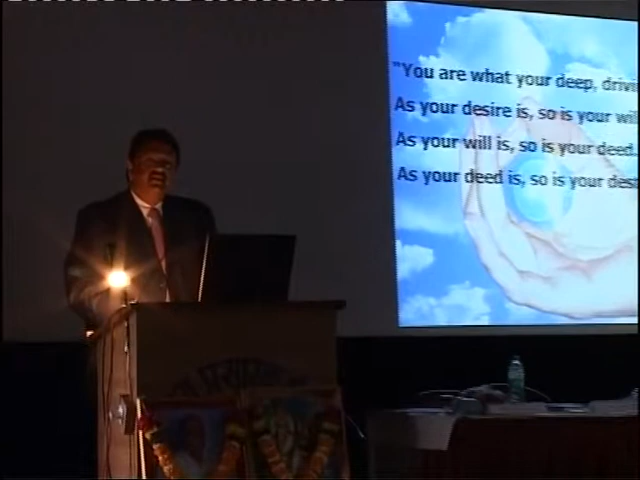 "You are what your deep,
As your desire is, so is your will
As your will is, so is your deed.
As your deed is, so is your